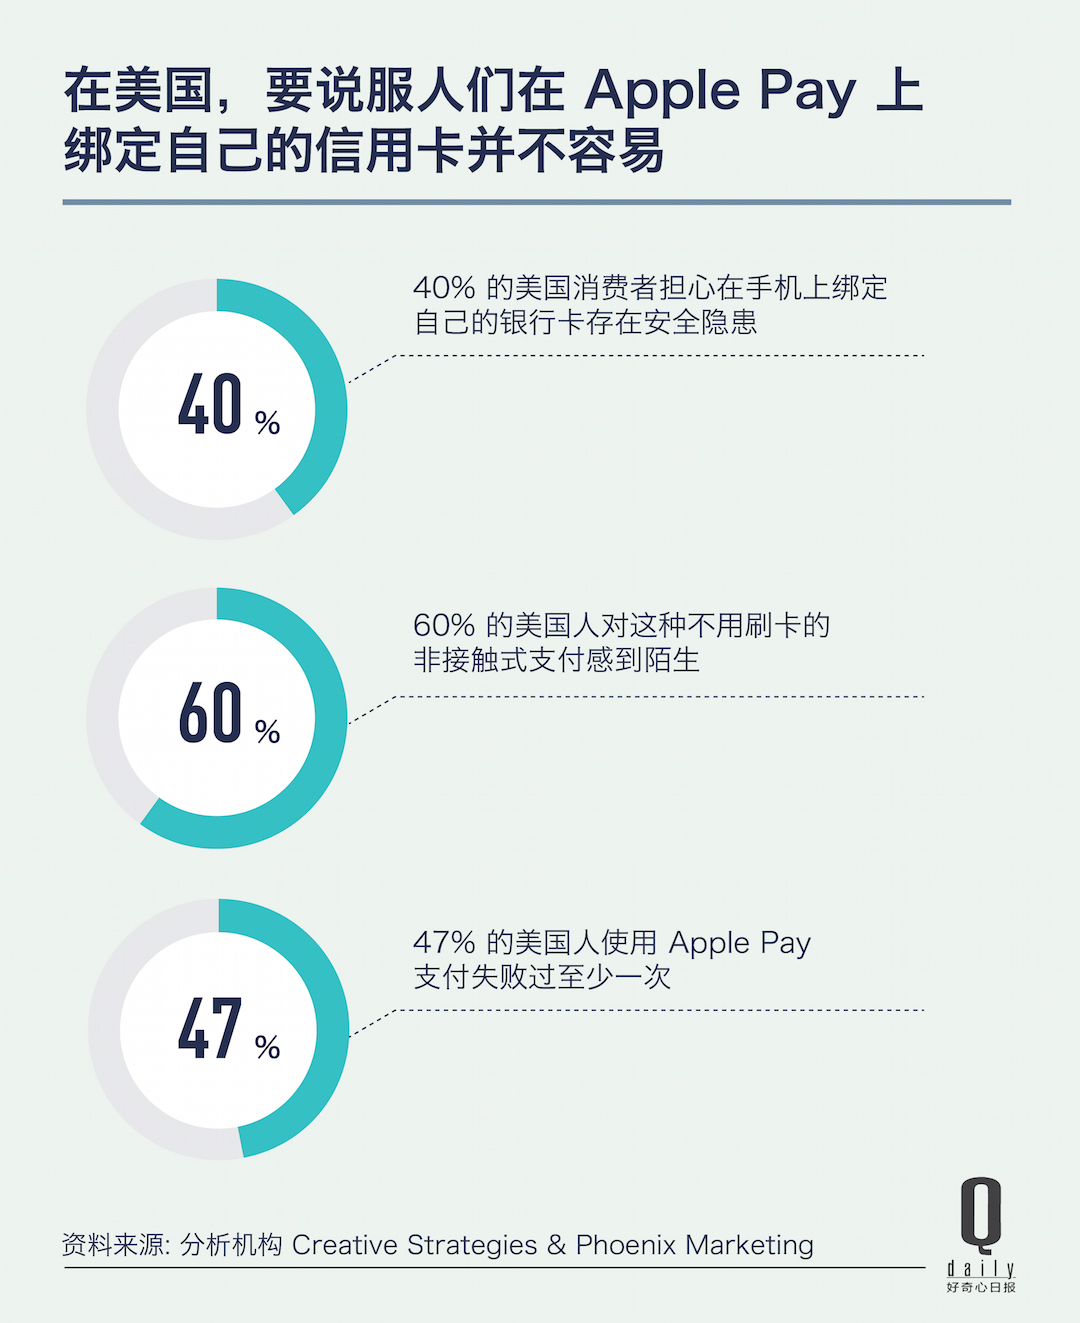 在美国，要说服人们在 Apple Pay 上
绑定自己的信用卡并不容易
40% 的美国消费者担心在手机上绑定
自己的银行卡存在安全隐患
40 %
60% 的美国人对这种不用刷卡的
非接触式支付感到陌生
60 %
47% 的美国人使用 Apple Pay
支付失败过至少一次
47 %
资料来源: 分析机构 Creative Strategies & Phoenix Marketing
Q
daily
好奇心日报